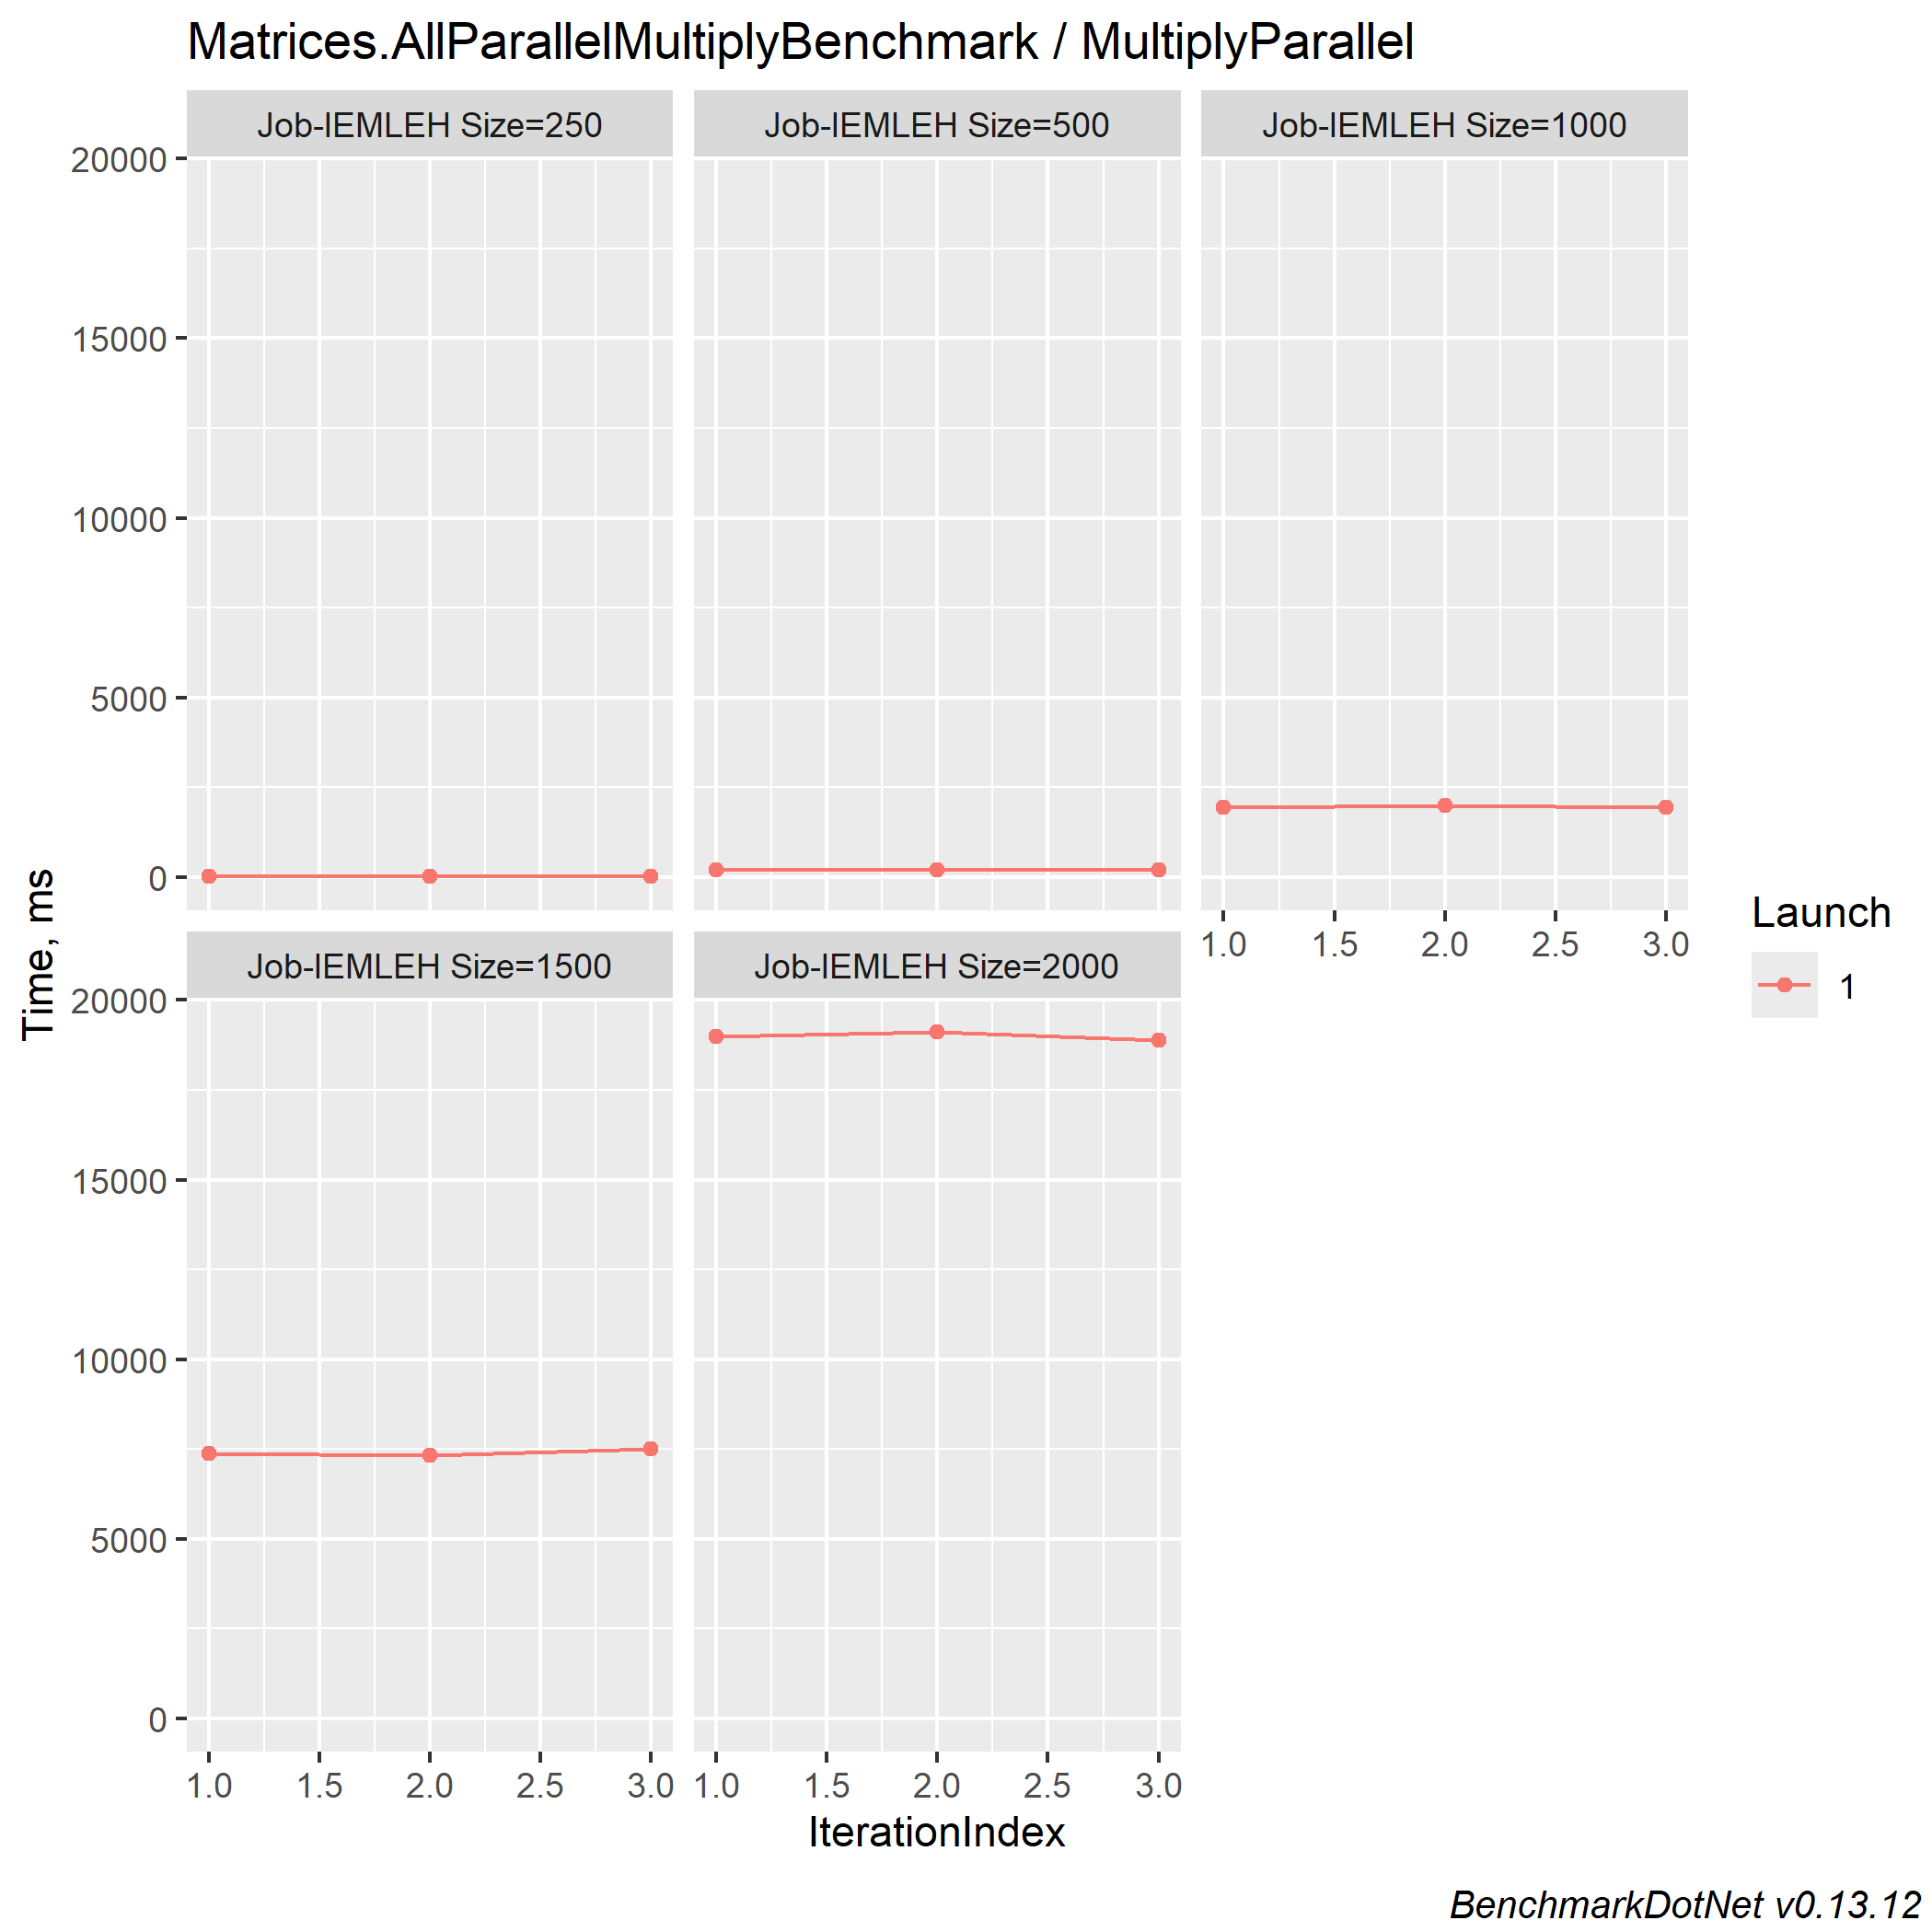 Matrices.AllParallelMultiplyBenchmark / MultiplyParallel
Job-IEMLEH Size=250
Job-IEMLEH Size=500
Job-IEMLEH Size=1000
20000
15000
10000
5000
0
1.0 1.5 2.0 2.5 3.0
Job-IEMLEH Size=1500
Job-IEMLEH Size=2000
20000
15000
10000
5000
0
1.0 1.5 2.0 2.5 3.0
1.0 1.5 2.0 2.5 3.0
Time, ms
IterationIndex
Launch
1
BenchmarkDotNet v0.13.12